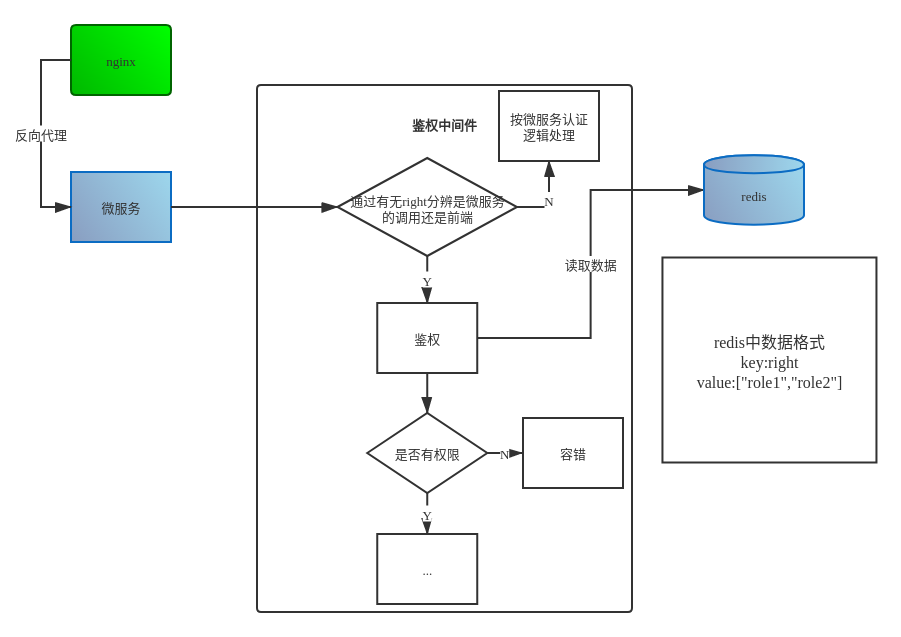 nginx
反向代理
微服务
鉴权中间件
按微服务认证
逻辑处理
通过有无right分辨是微服务
的调用还是前端
N
Y
鉴权
读取数据
redis
redis中数据格式
key:right
value:["role1","role2"]
是否有权限
N
容错
Y
...